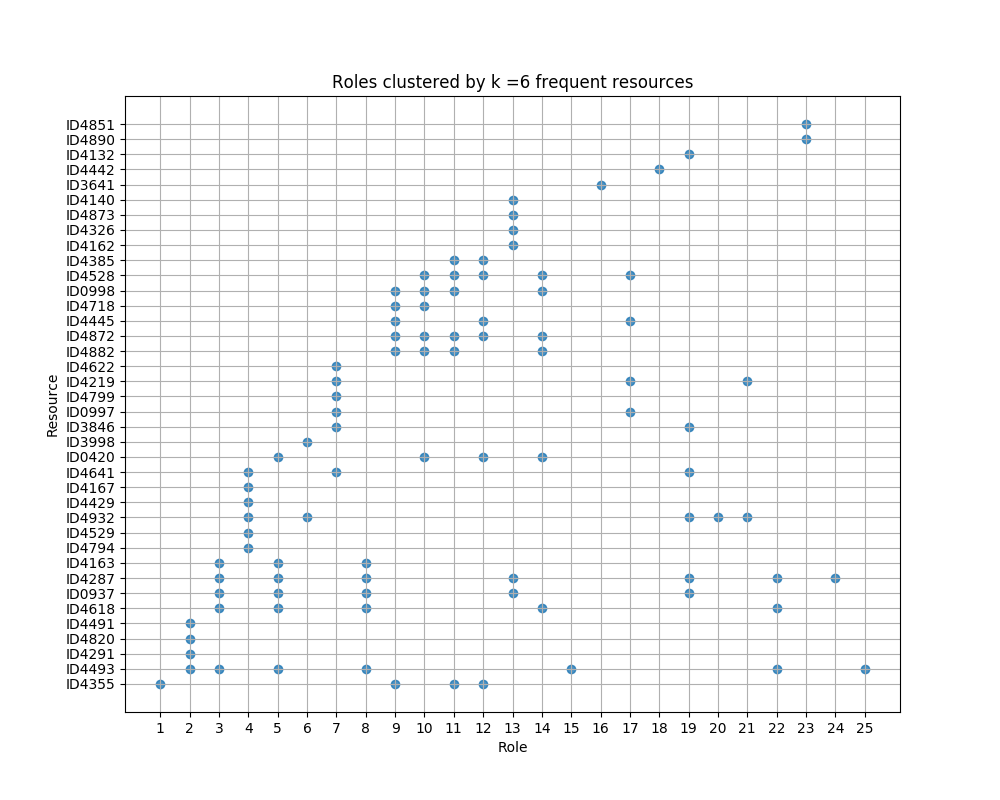 Roles clustered by k =6 frequent resources
ID4851
ID4890
ID4132
ID4442
ID3641
ID4140
ID4873
ID4326
ID4162
ID4385
ID4528
ID0998
ID4718
ID4445
ID4872
ID4882
ID4622
ID4219
ID4799
ID0997
ID3846
ID3998
ID0420
ID4641
ID4167
ID4429
ID4932
ID4529
ID4794
ID4163
ID4287
ID0937
ID4618
ID4491
ID4820
ID4291
ID4493
ID4355
Resource
1 2 3 4 5 6 7 8 9 10 11 12 13 14 15 16 17 18 19 20 21 22 23 24 25
Role